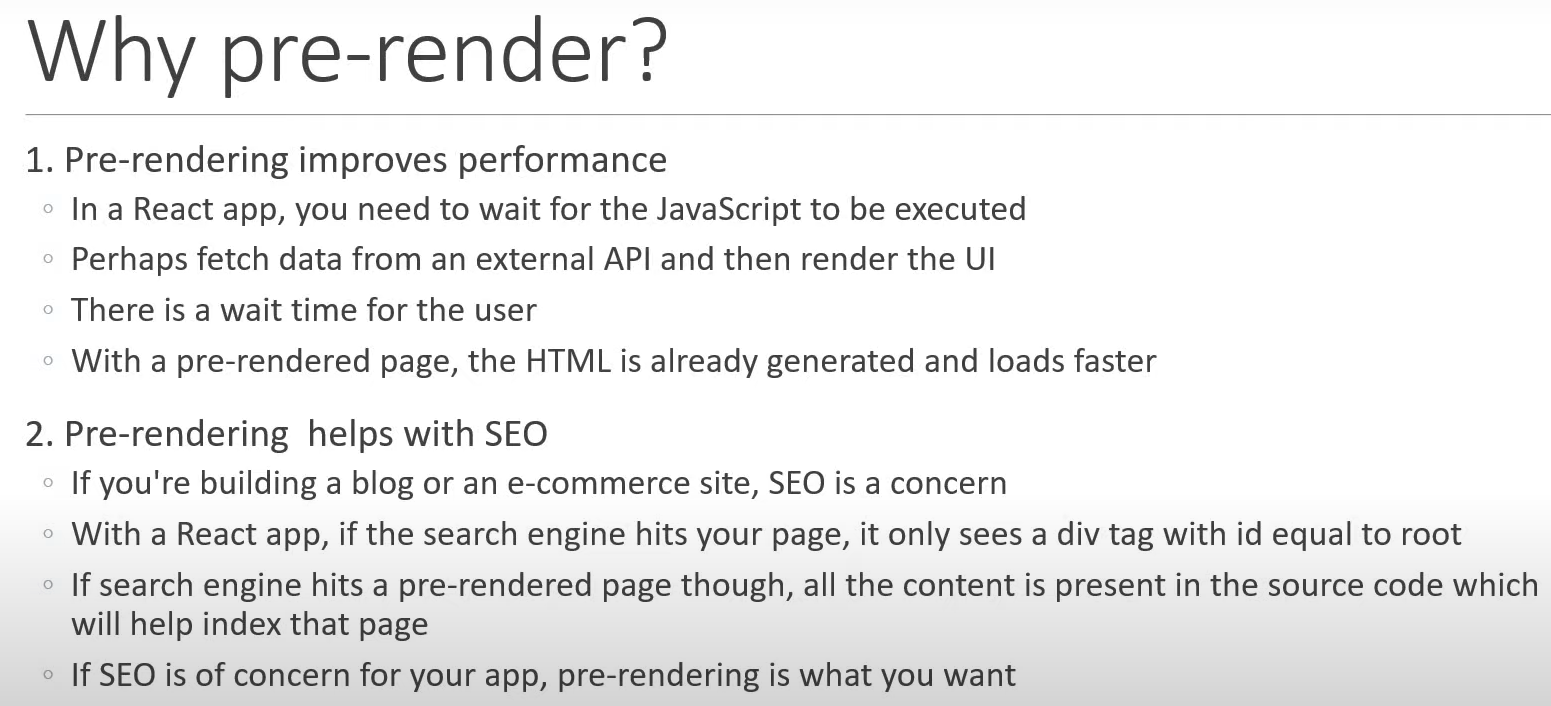 Why pre-render?
1. Pre-rendering improves performance
◦ In a React app, you need to wait for the JavaScript to be executed
◦ Perhaps fetch data from an external API and then render the UI
◦ There is a wait time for the user
◦ With a pre-rendered page, the HTML is already generated and loads faster
2. Pre-rendering  helps with SEO
◦ If you're building a blog or an e-commerce site, SEO is a concern
◦ With a React app, if the search engine hits your page, it only sees a div tag with id equal to root
◦ If search engine hits a pre-rendered page though, all the content is present in the source code which
will help index that page
◦ If SEO is of concern for your app, pre-rendering is what you want